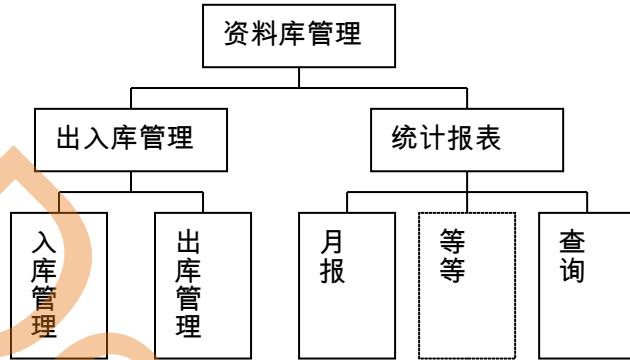 资料库管理
出入库管理
统计报表
入库管理
出库管理
月报
等等
查询